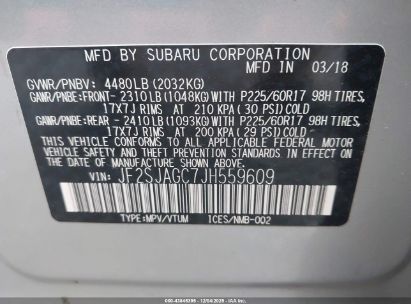 MFD BY SUBARU CORPORATION
03/18
GVWR/PNBV: 4480LB (2032KG)
GAWR/PNBE:FRONT- 2310LB(1048KG)WITH P225/60R17 98H TIRES,
17X7J RIMS AT 210 KPA (30 PSI)COLD
GAWR/PNBE:REAR - 2410LB(1093KG)WITH P225/60R17 98H TIRES,
17X7J RIMS AT 200 KPA (29 PSI)COLD
THIS VEHICLE CONFORMS TO ALL APPLICABLE FEDERAL MOTOR
VEHICLE SAFETY AND THEFT PREVENTION STANDARDS IN
EFFECT ON THE DATE OF MANUFACTURE SHOWN ABOVE.
VIN: JF2SJAGC7JH559609
TYPE:MPV/VTUM ICES/NMB-002